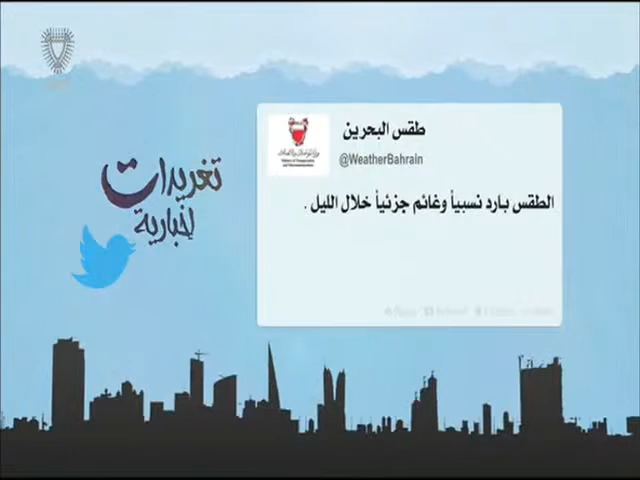 تغريدات
إخبارية
طقس البحرين
@WeatherBahrain
الطقس بارد نسبياً وغائم جزئياً خلال الليل .